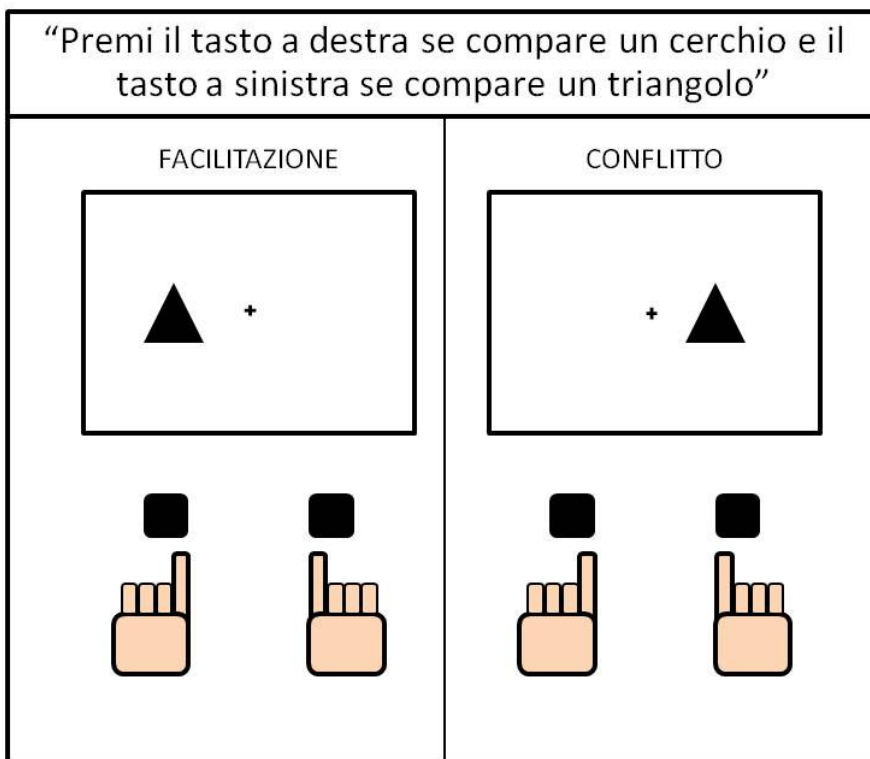 “Premi il tasto a destra se compare un cerchio e il
tasto a sinistra se compare un triangolo”
FACILITAZIONE
CONFLITTO